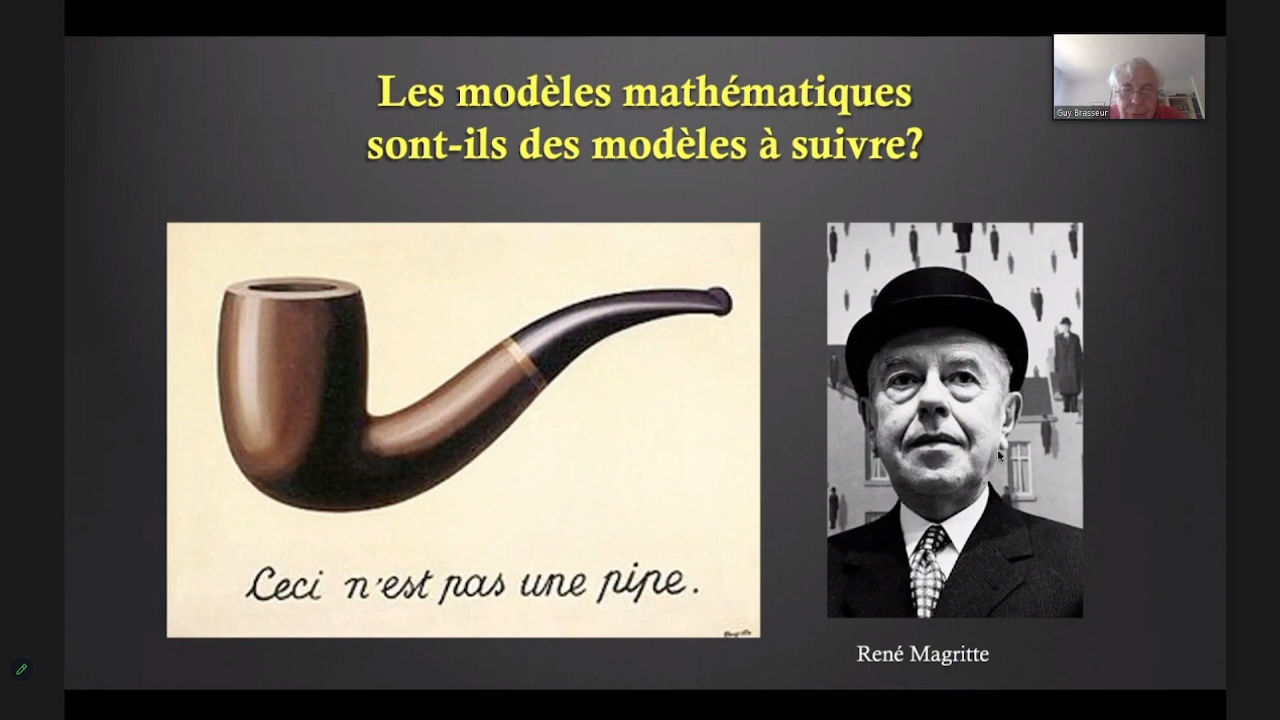 Les modèles mathématiques
sont-ils des modèles à suivre?
Guy Brasseur
Ceci n'est pas une pipe.
René Magritte